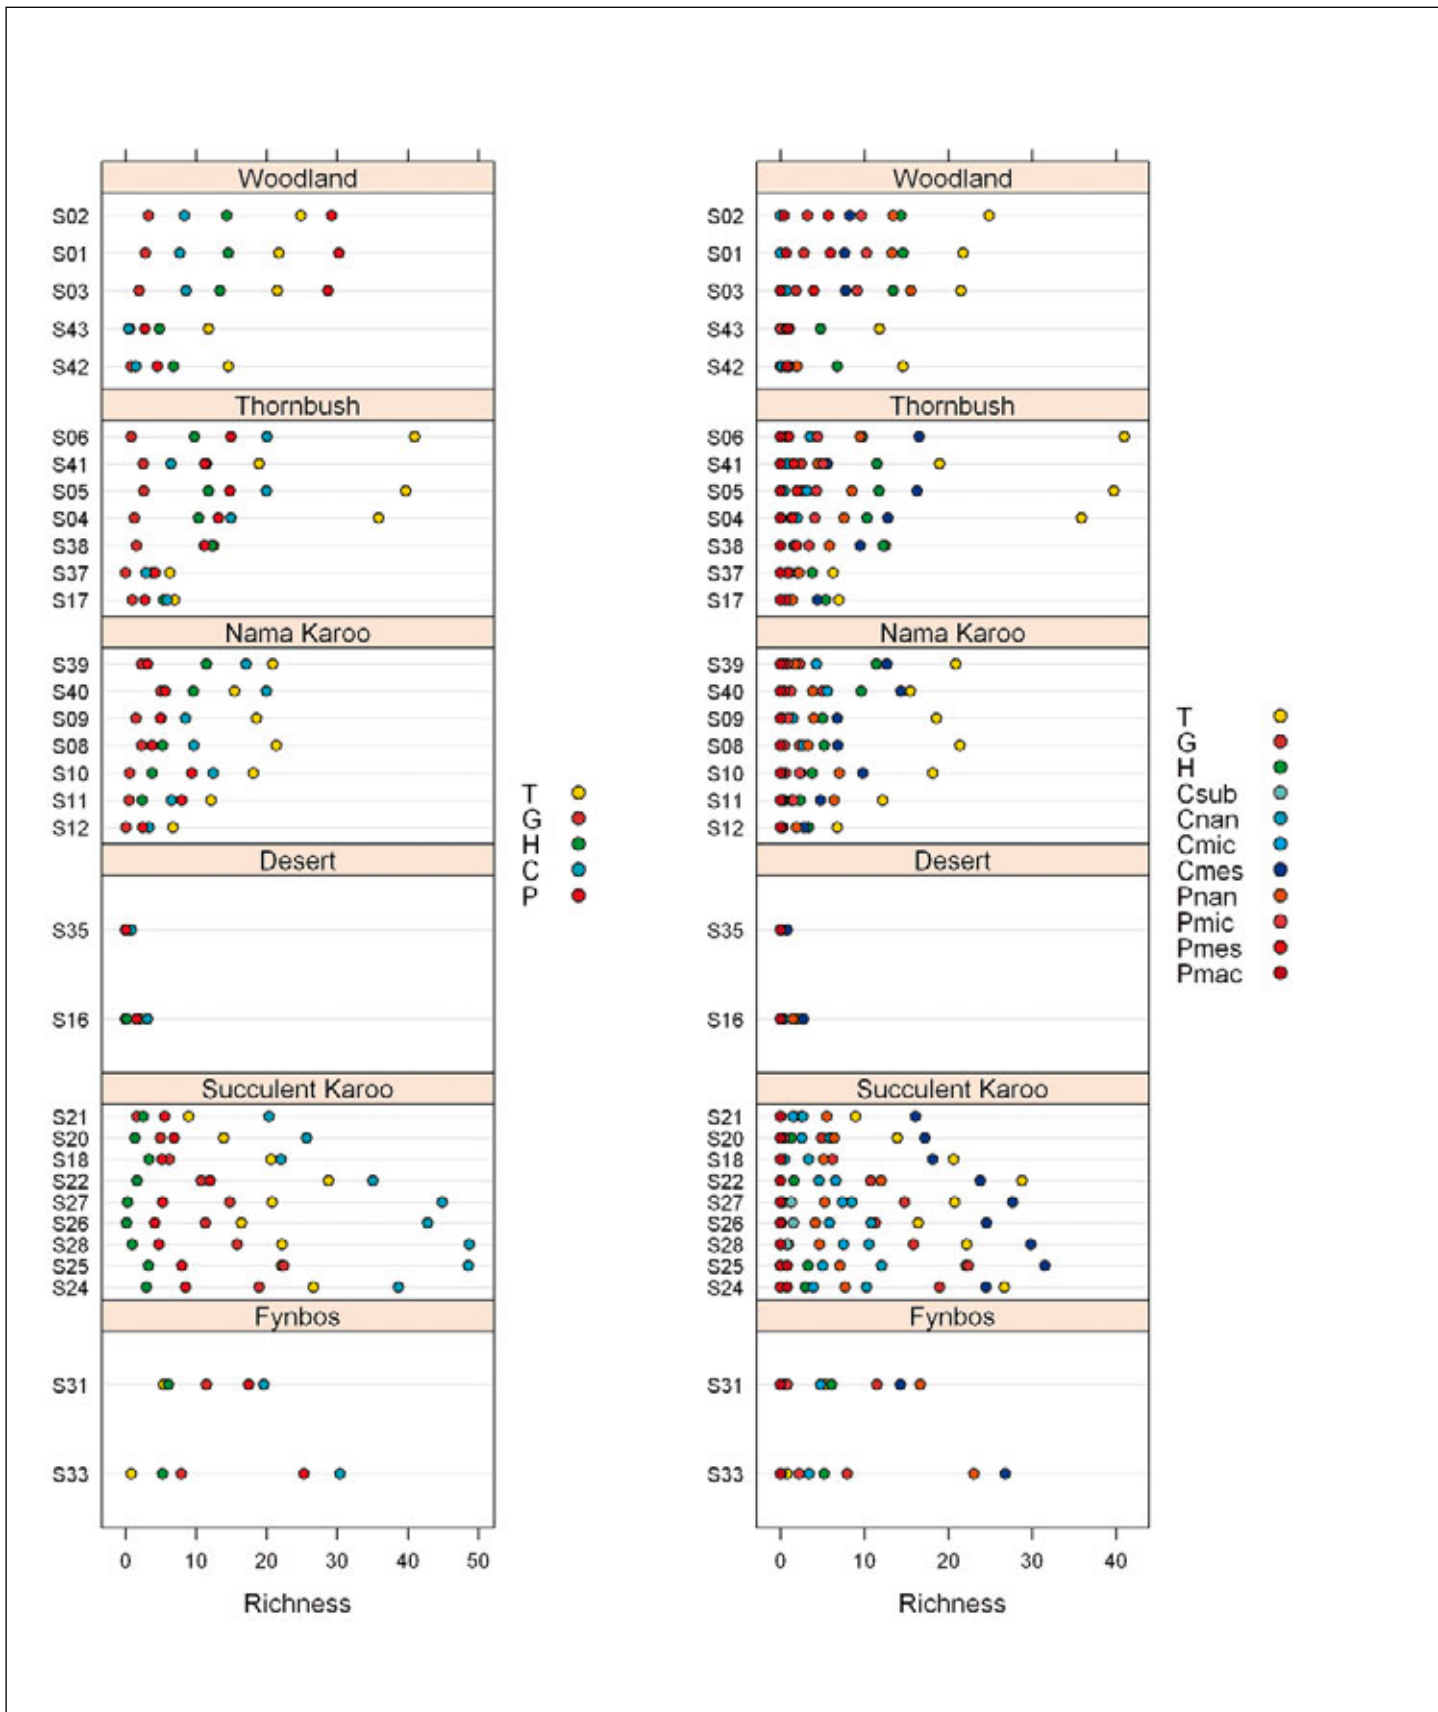 Woodland
S02
S01
S03
S43
S42
Thornbush
S06
S41
S05
S04
S38
S37
S17
Nama Karoo
S39
S40
S09
S08
S10
S11
S12
Desert
S35
S16
Succulent Karoo
S21
S20
S18
S22
S27
S26
S28
S25
S24
Fynbos
S31
S33
0 10 20 30 40 50
Richness
T
G
H
C
P
Woodland
S02
S01
S03
S43
S42
Thornbush
S06
S41
S05
S04
S38
S37
S17
Nama Karoo
S39
S40
S09
S08
S10
S11
S12
Desert
S35
S16
Succulent Karoo
S21
S20
S18
S22
S27
S26
S28
S25
S24
Fynbos
S31
S33
0 10 20 30 40
Richness
T
G
H
Csub
Cnan
Cmic
Cmes
Pnan
Pmic
Pmes
Pmac